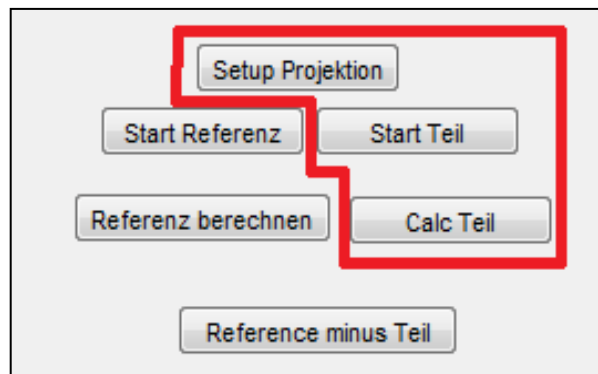 Setup Projektion
Start Referenz Start Teil
Referenz berechnen Calc Teil
Reference minus Teil